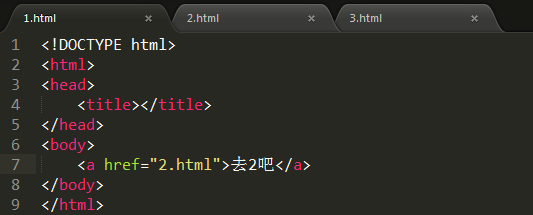 1.html × 2.html × 3.html ×
1 <!DOCTYPE html>
2 <html>
3 <head>
4     <title></title>
5 </head>
6 <body>
7     <a href="2.html">去2吧</a>
8 </body>
9 </html>